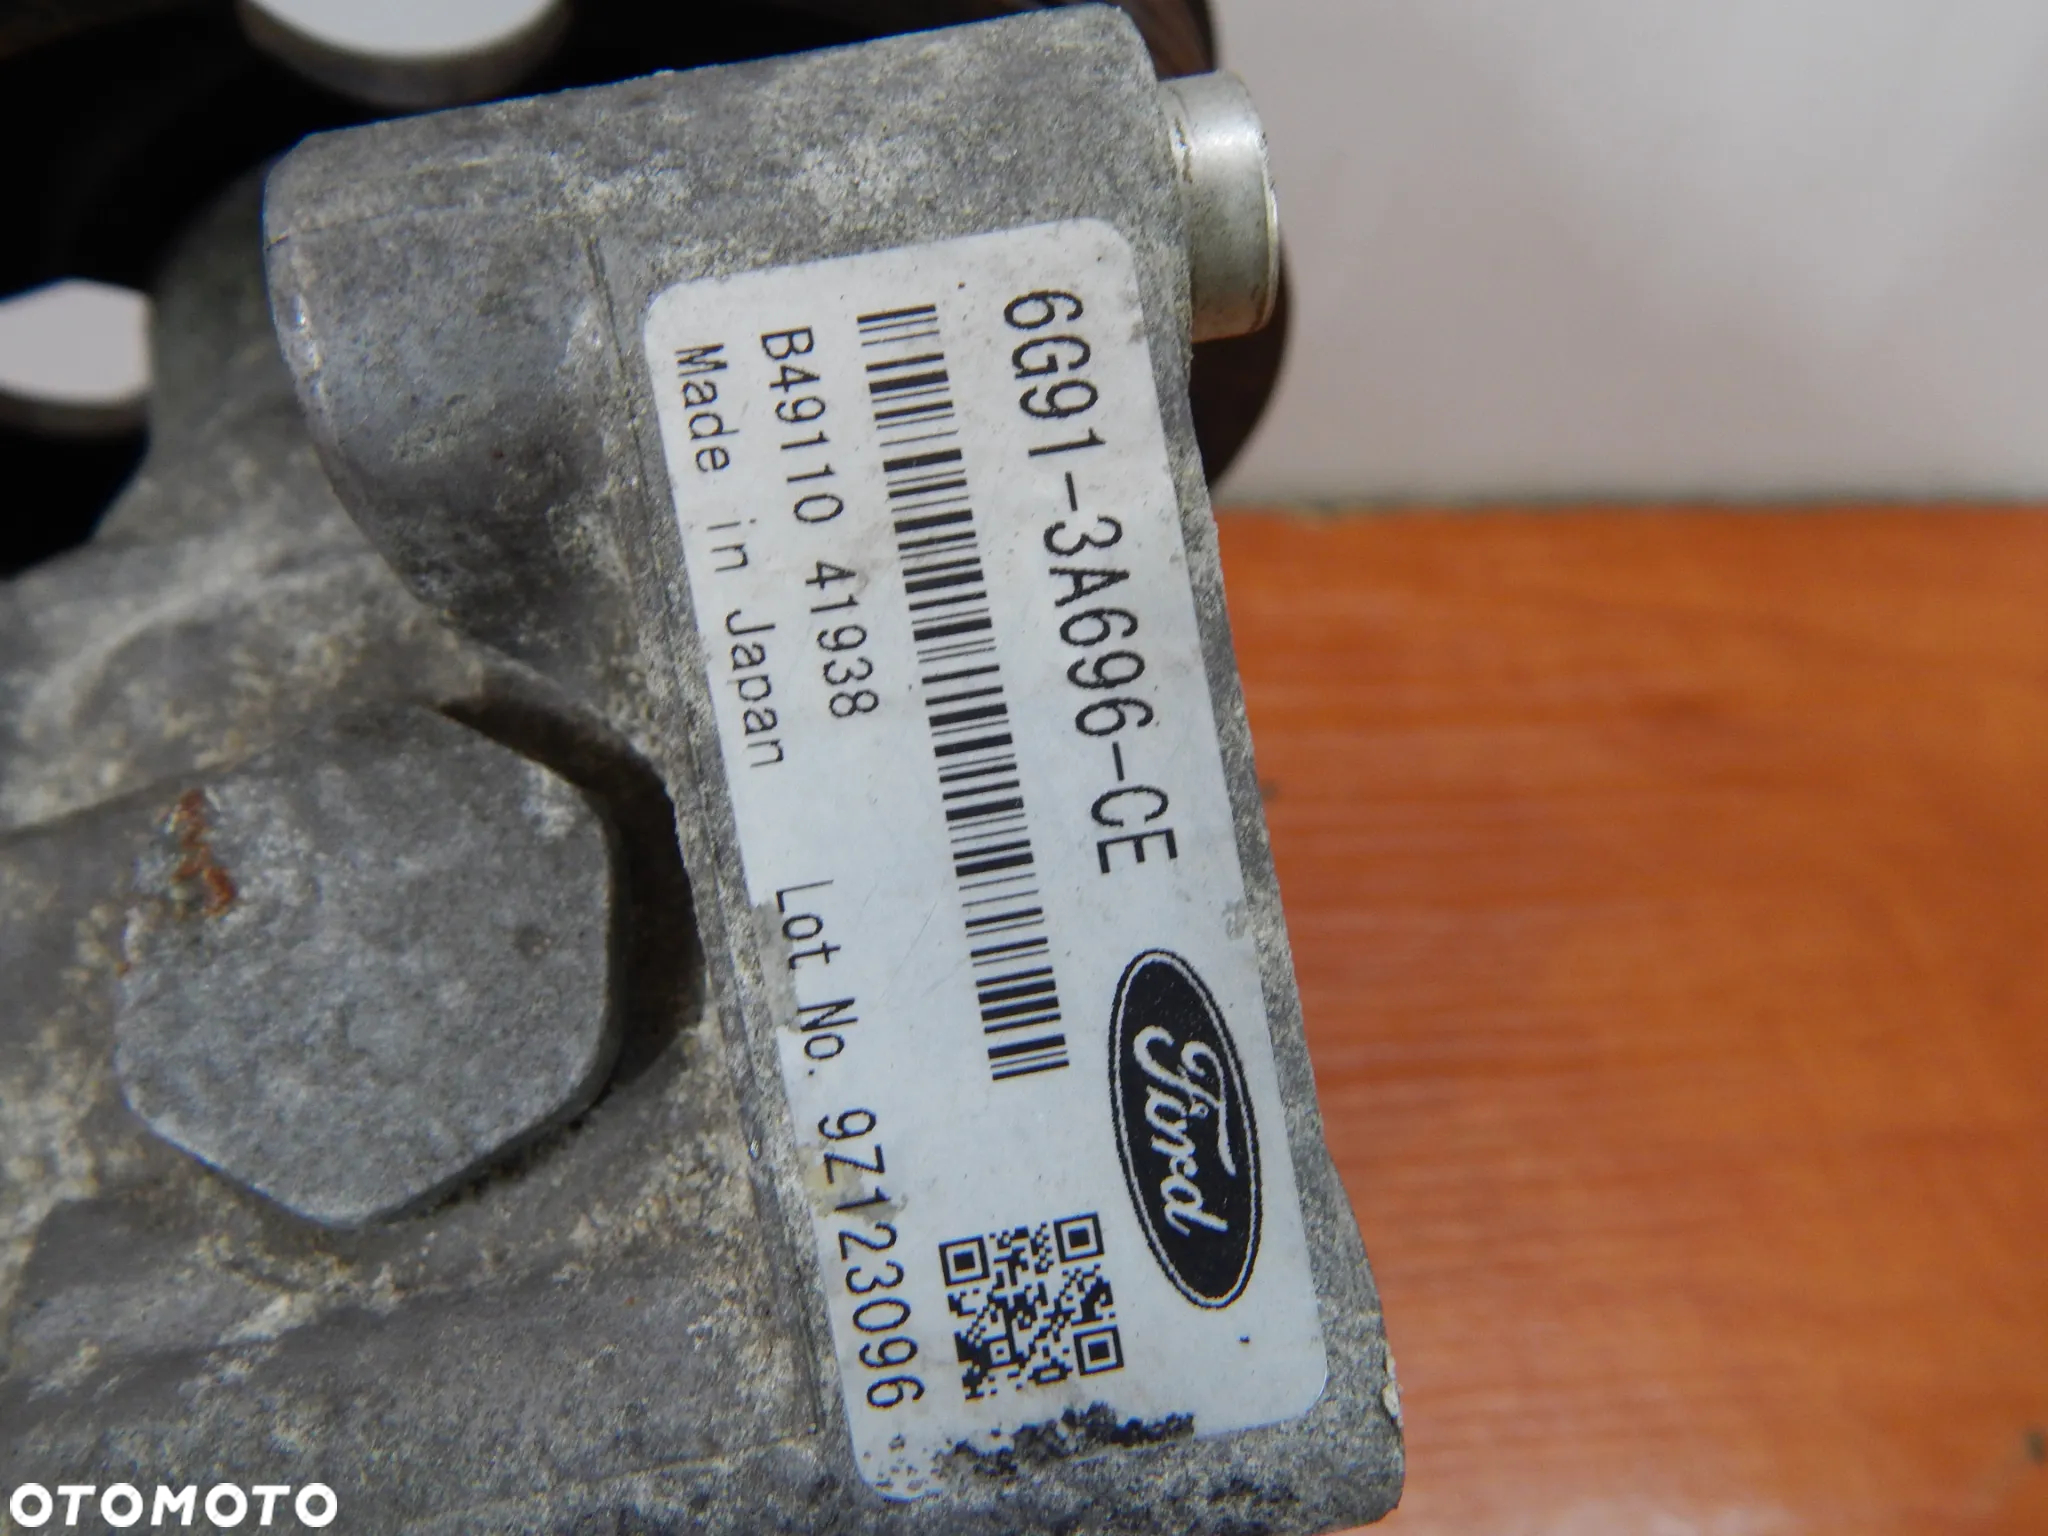 6G91-3A696-CE
Ford
B49110 41938
Made in Japan
Lot No. 9Z123096
OTOMOTO